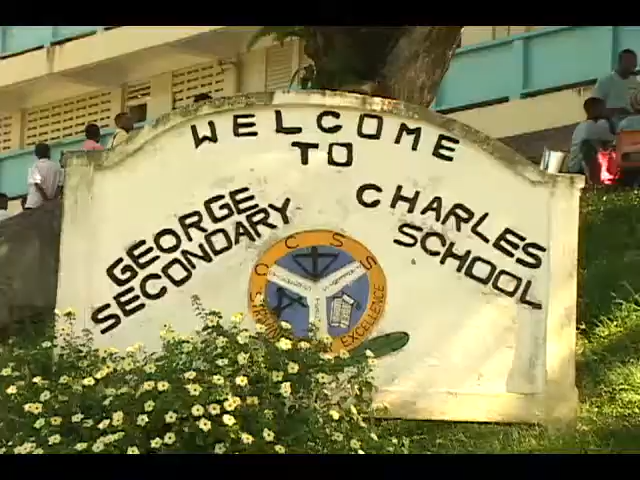 WELCOME
TO
GEORGE CHARLES
SECONDARY SCHOOL
G C S S
EXCELLENCE